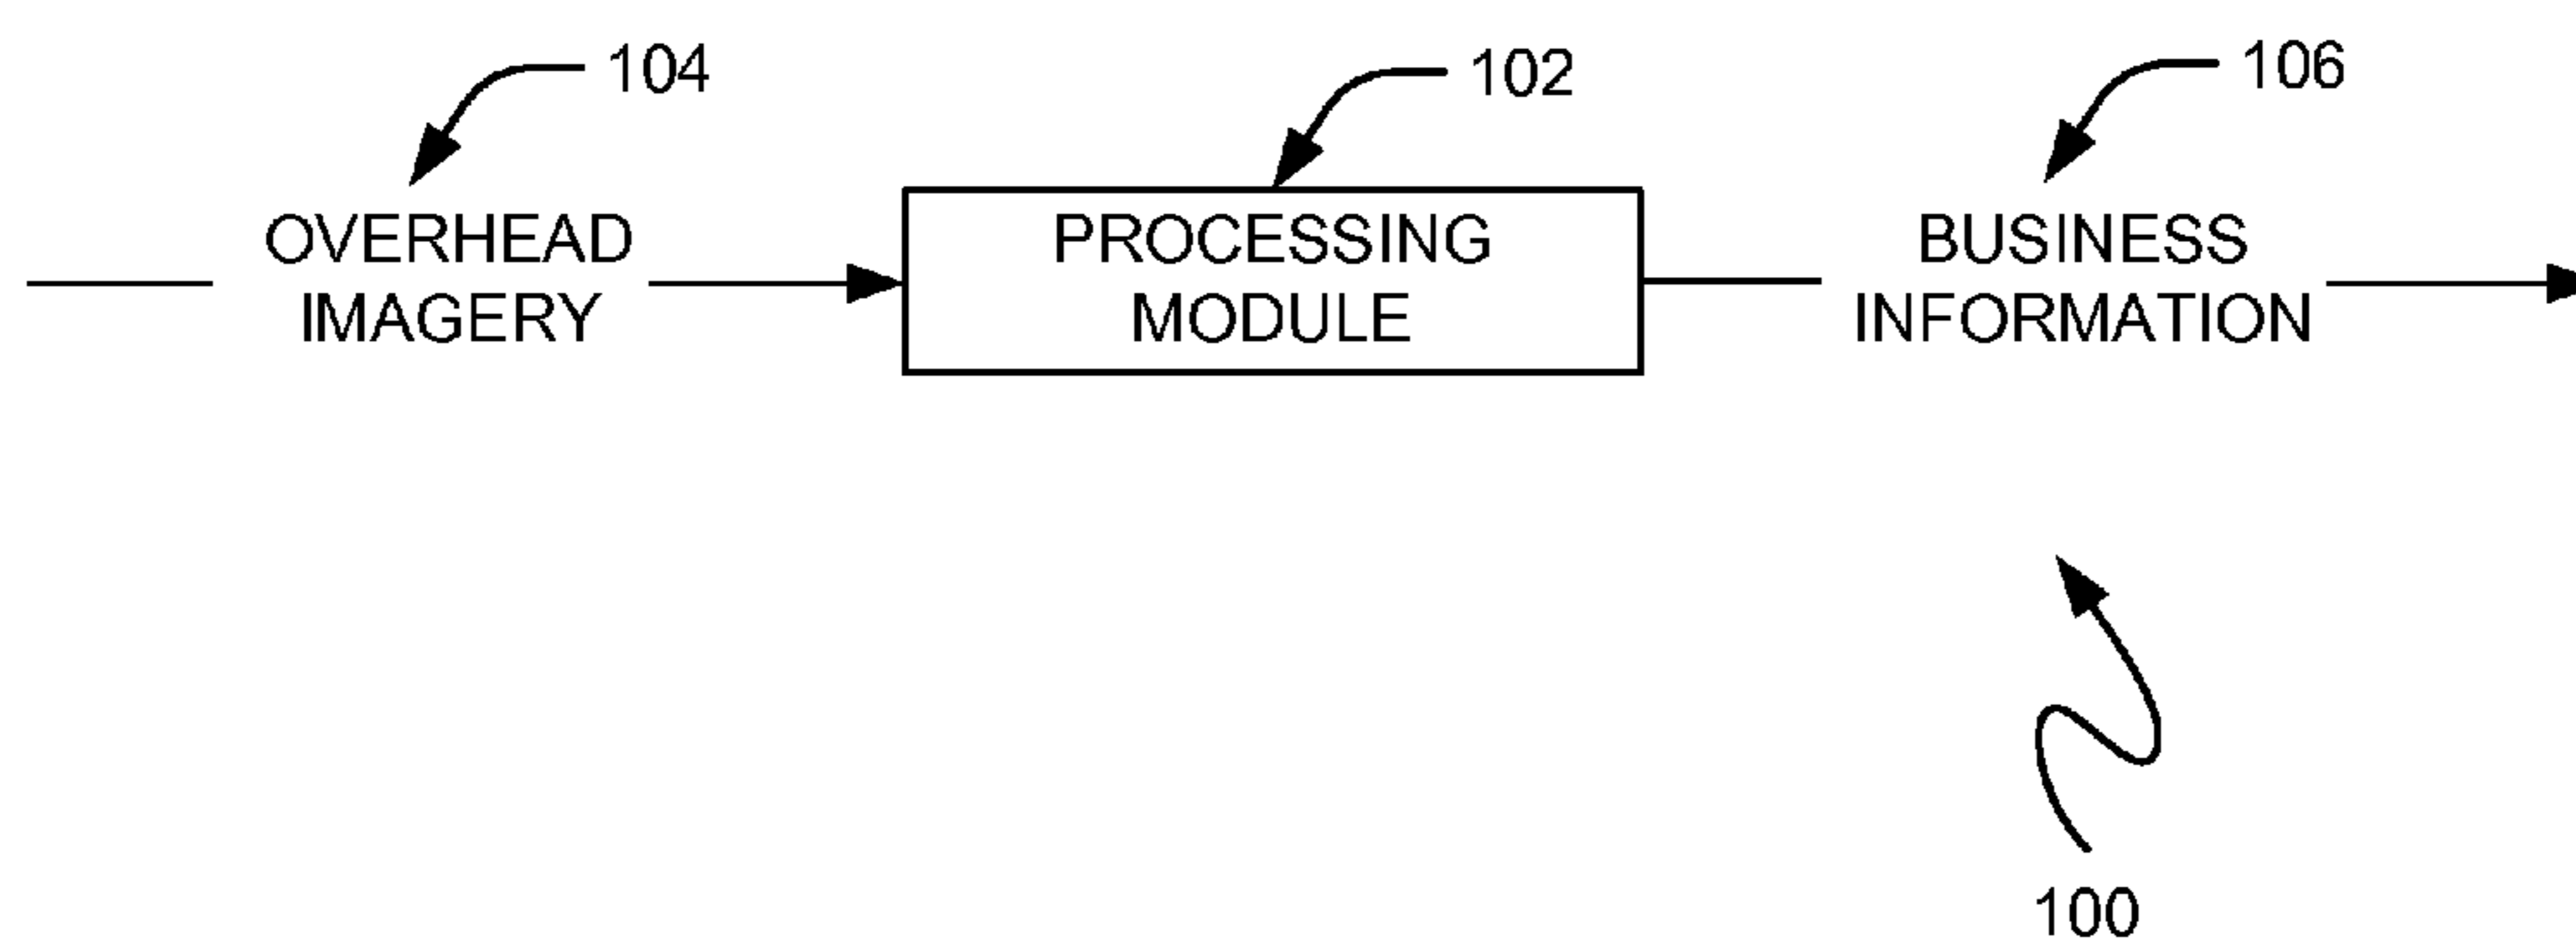 104
102
106
OVERHEAD
IMAGERY
PROCESSING
MODULE
BUSINESS
INFORMATION
100